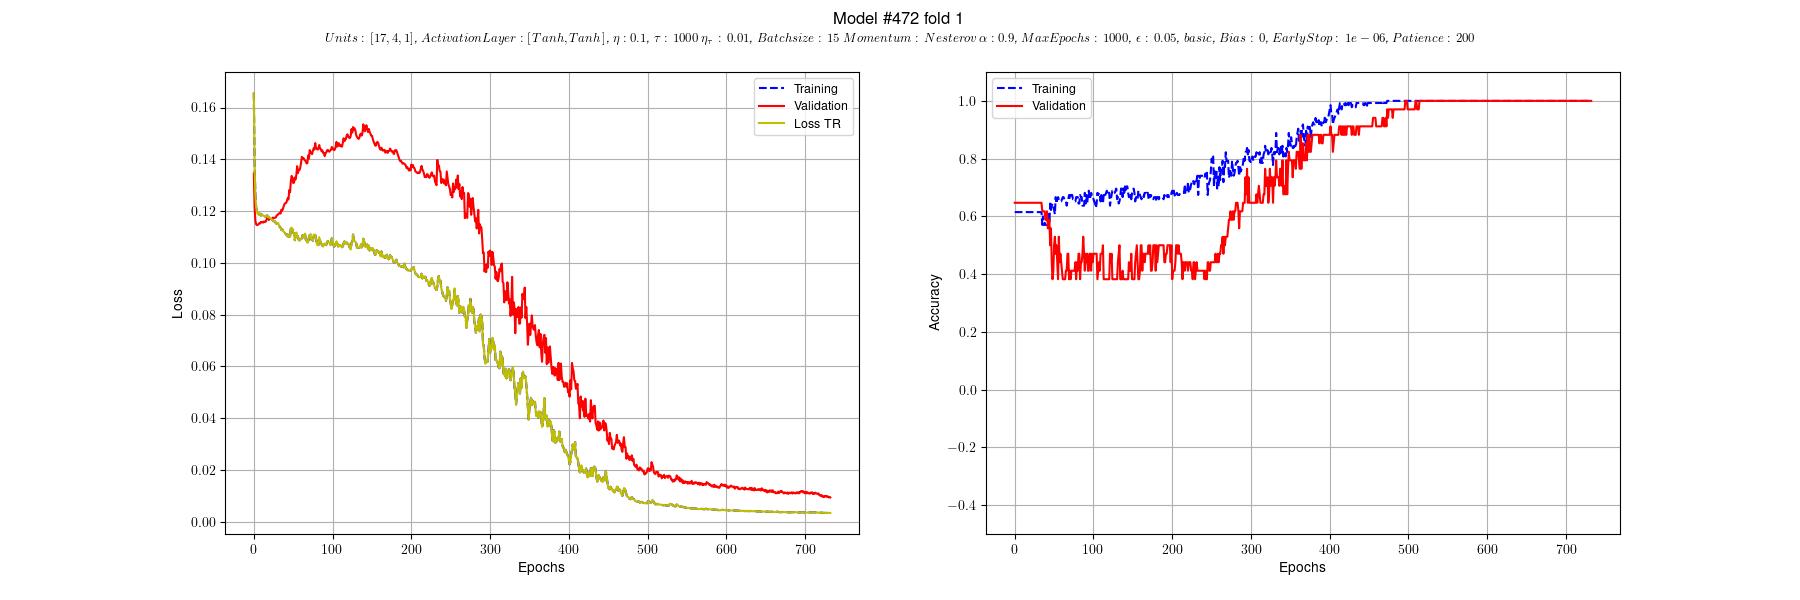 Model #472 fold 1
Units : [17, 4, 1], ActivationLayer : [Tanh, Tanh], η : 0.1, τ : 1000 ητ : 0.01, Batchsize : 15 Momentum : Nesterov α : 0.9, MaxEpochs : 1000, ϵ : 0.05, basic, Bias : 0, EarlyStop : 1e − 06, Patience : 200
Training
Validation
Loss TR
0.16
0.14
0.12
0.10
0.08
0.06
0.04
0.02
0.00
Loss
0 100 200 300 400 500 600 700
Epochs
Training
Validation
1.0
0.8
0.6
0.4
0.2
0.0
−0.2
−0.4
Accuracy
0 100 200 300 400 500 600 700
Epochs